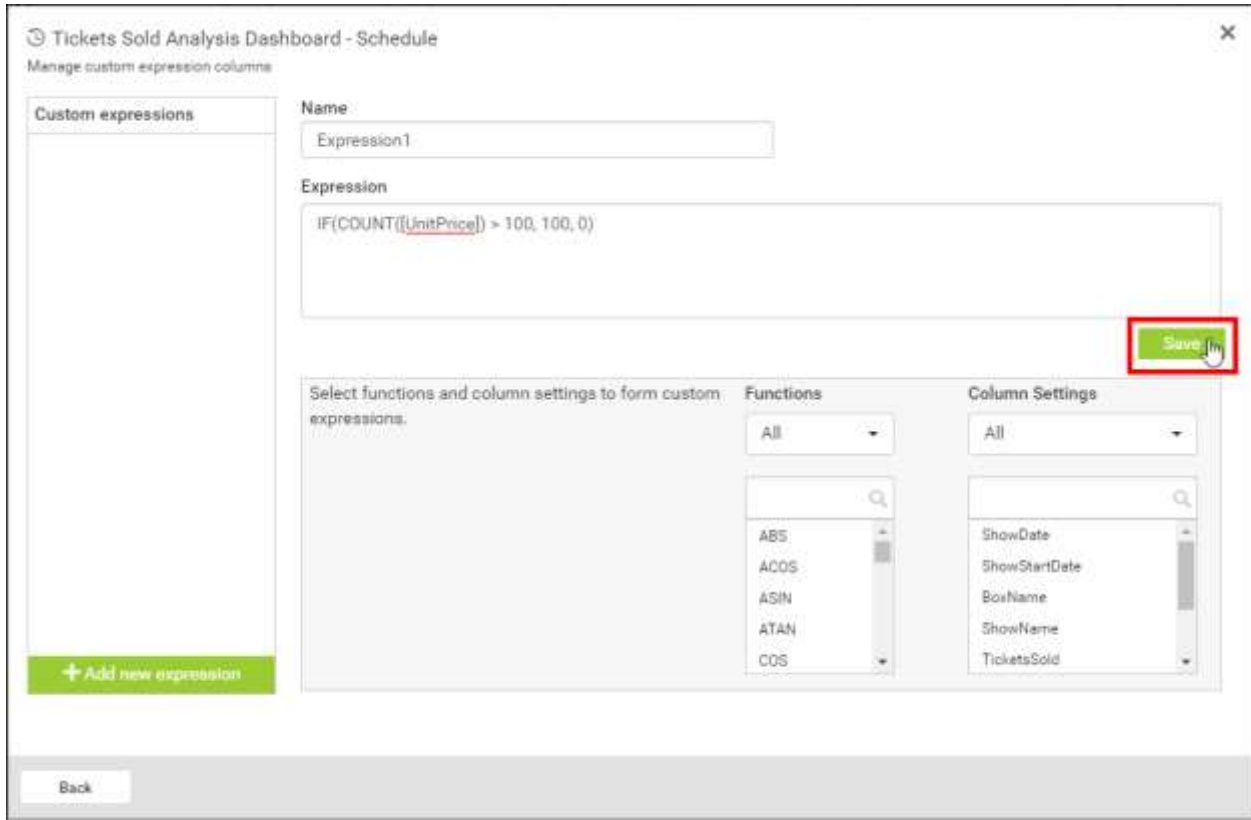 Tickets Sold Analysis Dashboard - Schedule
Manage custom expression columns
Custom expressions
Name
Expression1
Expression
IF(COUNT([UnitPrice]) > 100, 100, 0)
Save
Select functions and column settings to form custom
expressions.
Functions
All
ABS
ACOS
ASIN
ATAN
COS
Column Settings
All
ShowDate
ShowStartDate
BoxName
ShowName
TicketsSold
+ Add new expression
Back